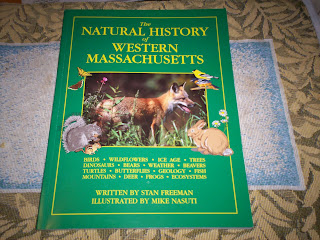 The
NATURAL HISTORY
of
WESTERN
MASSACHUSETTS
BIRDS • WILDFLOWERS • ICE AGE • TREES
DINOSAURS • BEARS • WEATHER • BEAVERS
TURTLES • BUTTERFLIES • GEOLOGY • FISH
MOUNTAINS • DEER • FROGS • ECOSYSTEMS
WRITTEN BY STAN FREEMAN
ILLUSTRATED BY MIKE NASUTI